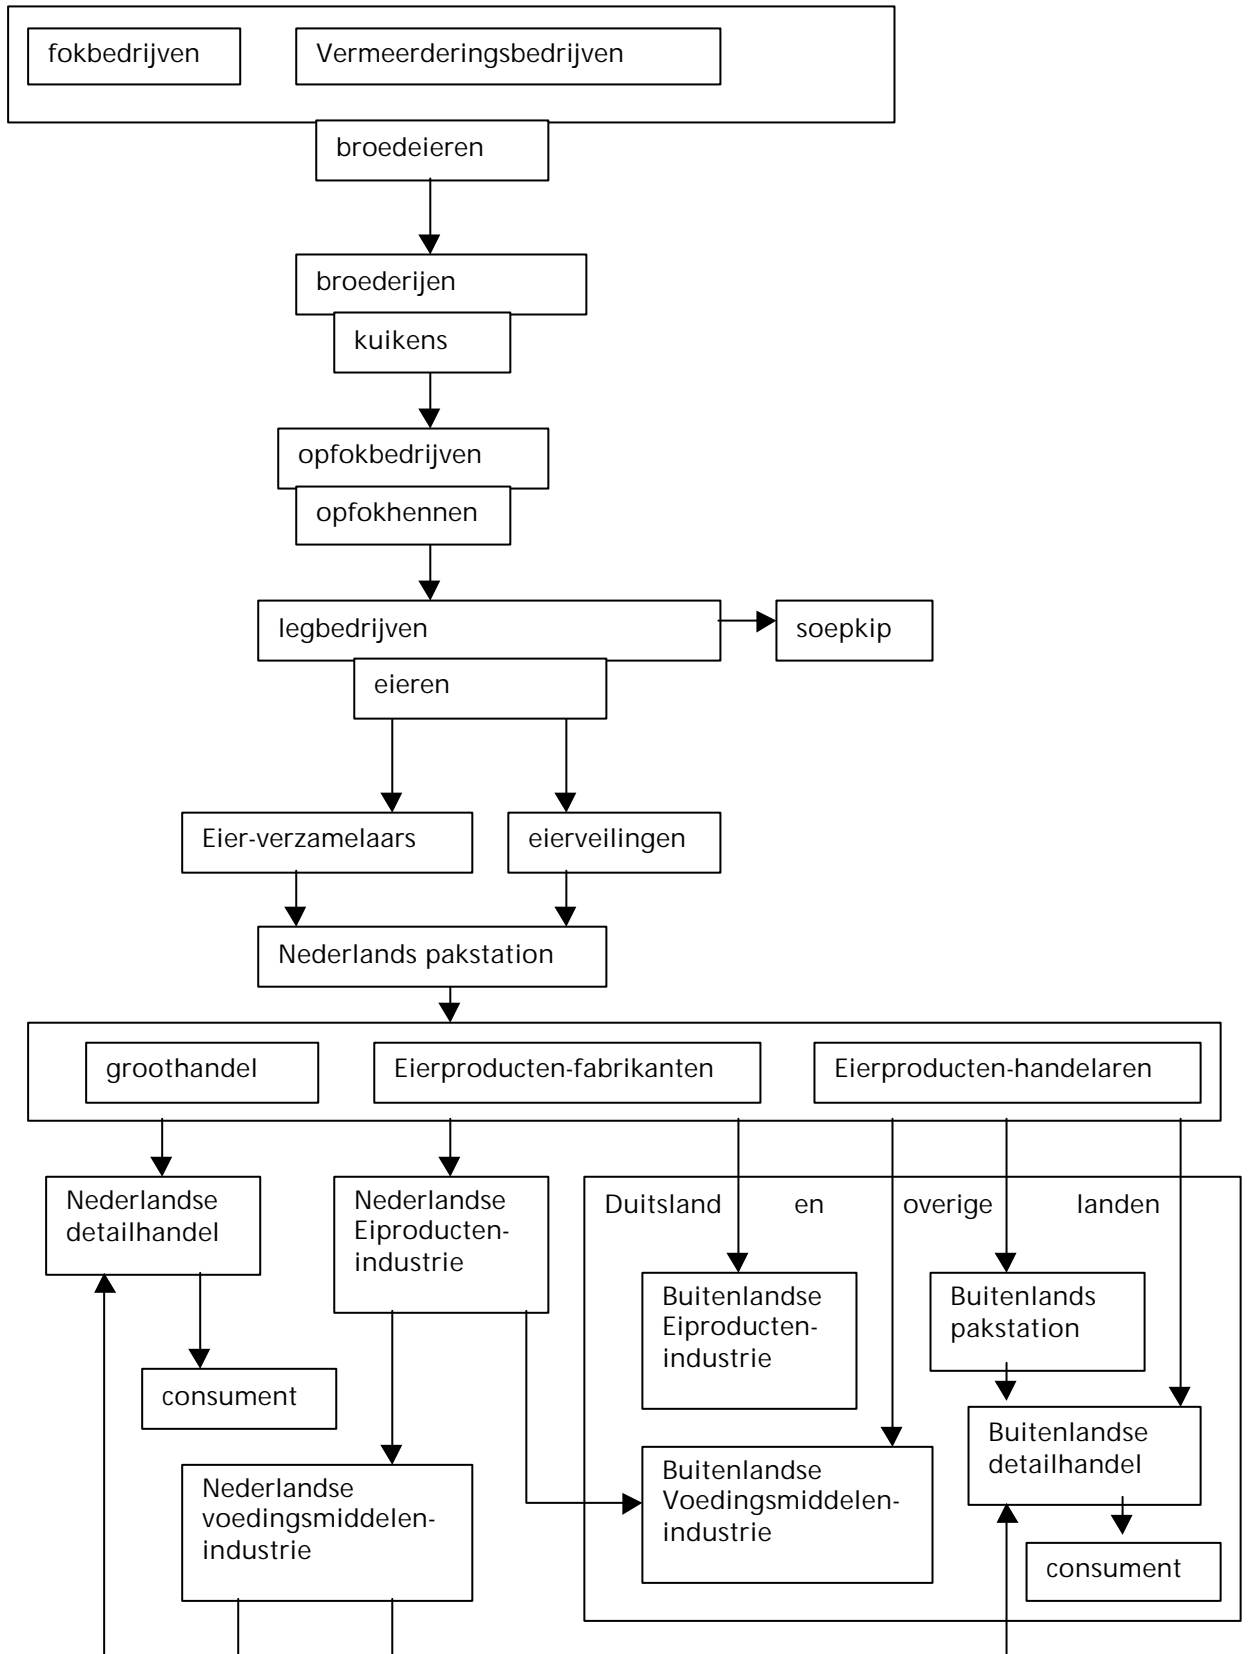 fokbedrijven
Vermeerderingsbedrijven
broedeieren
broederijen
kuikens
opfokbedrijven
opfokhennen
legbedrijven
soepkip
eieren
Eier-verzamelaars
eierveilingen
Nederlands pakstation
groothandel
Eierproducten-fabrikanten
Eierproducten-handelaren
Nederlandse
detailhandel
Nederlandse
Eiproducten-
industrie
Duitsland en overige landen
Buitenlandse
Eiproducten-
industrie
Buitenlands
pakstation
consument
Buitenlandse
detailhandel
Nederlandse
voedingsmiddelen-
industrie
Buitenlandse
Voedingsmiddelen-
industrie
consument